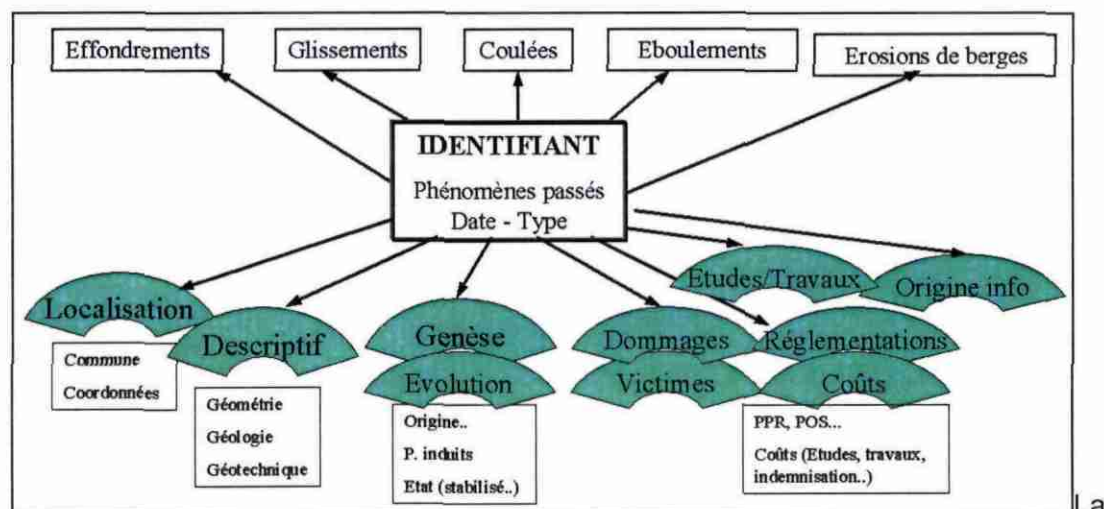 Effondrements
Glissements
Coulées
Eboulements
Erosions de berges
IDENTIFIANT
Phénomènes passés
Date - Type
Etudes/Travaux
Origine info
Localisation
Descriptif
Genèse
Dommages
Réglementations
Evolution
Victimes
Coûts
Commune
Coordonnées
Géométrie
Géologie
Géotechnique
Origine..
P. induits
Etat (stabilisé..)
PPR, POS...
Coûts (Etudes, travaux,
indemnisation..)
La